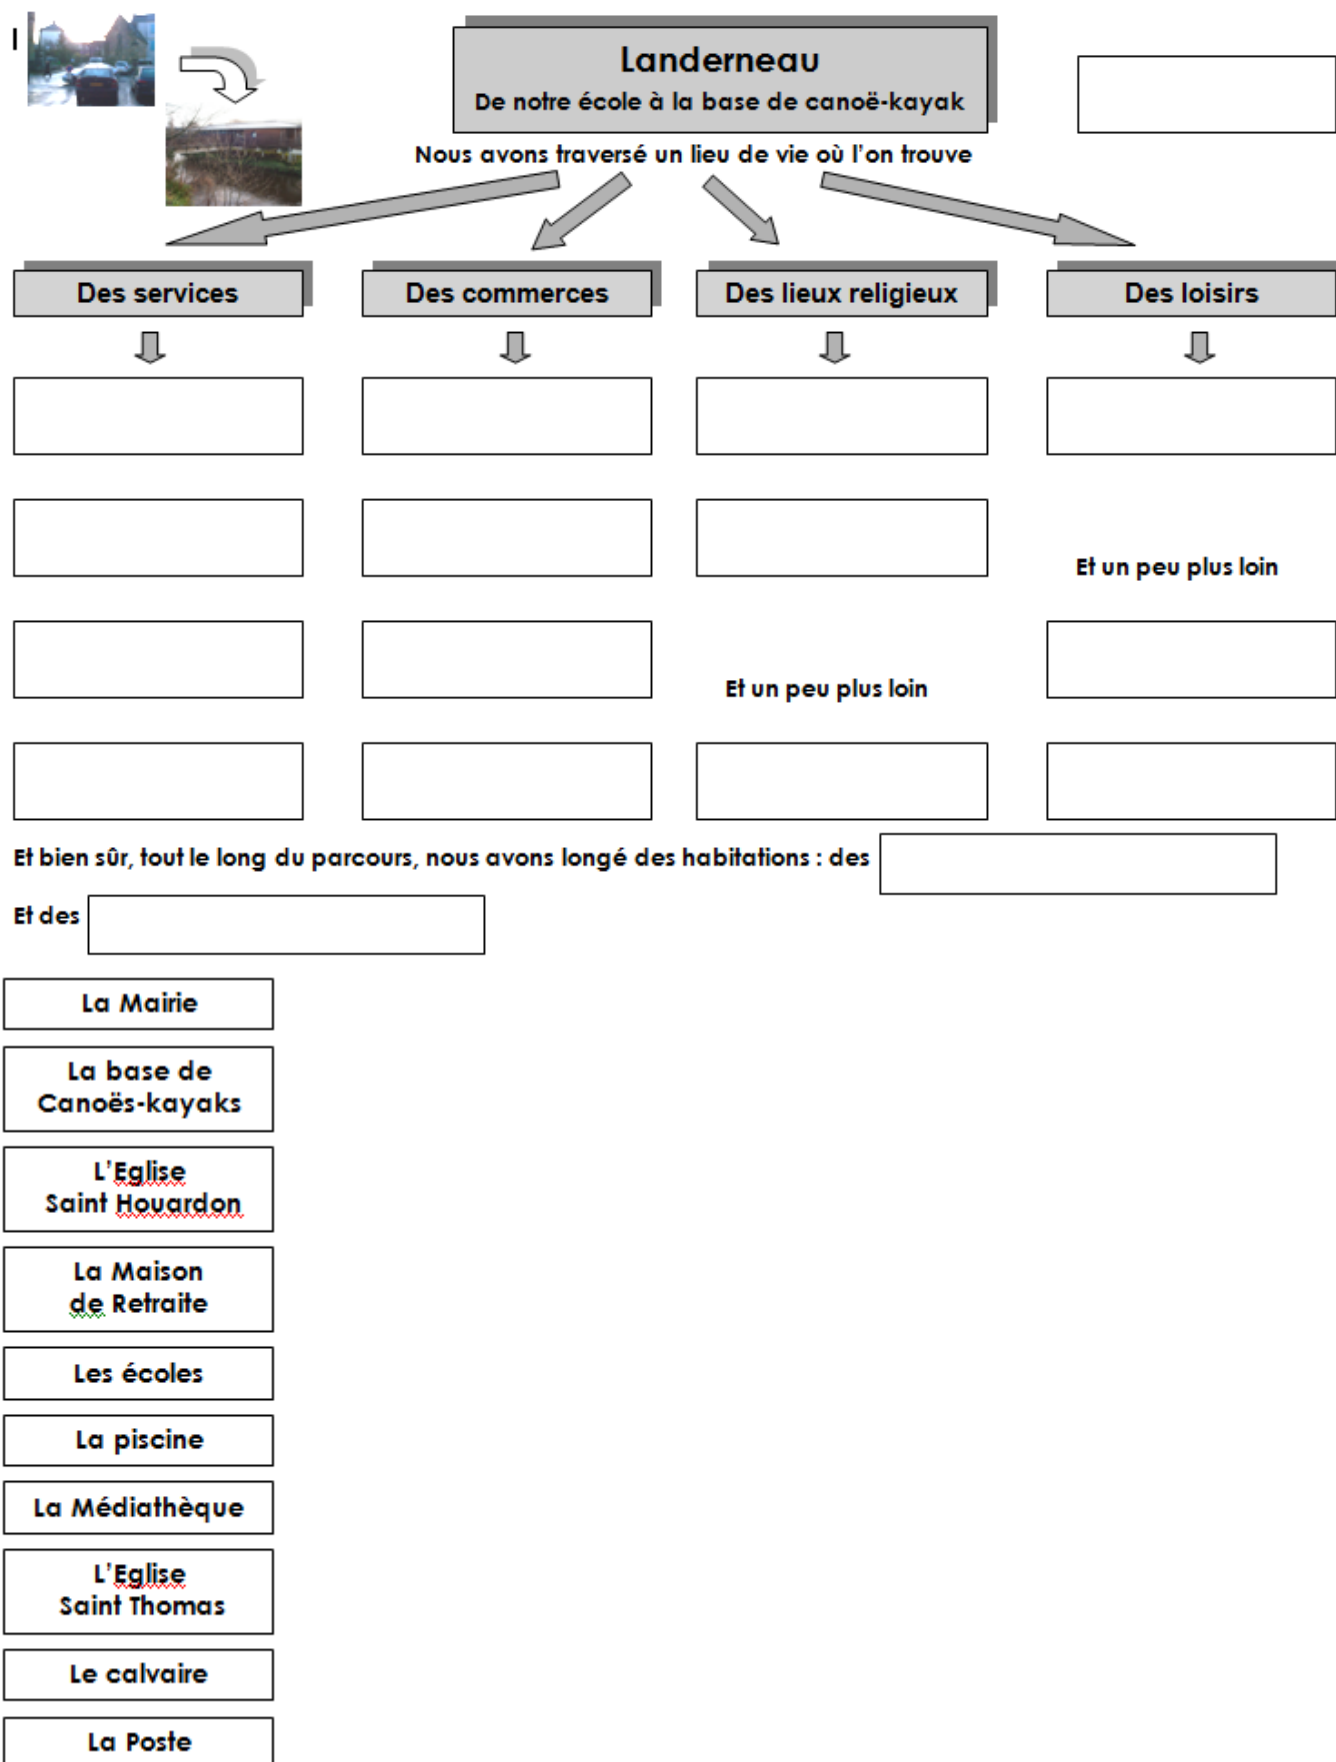 Landerneau
De notre école à la base de canoë-kayak
Nous avons traversé un lieu de vie où l'on trouve
Des services
Des commerces
Des lieux religieux
Des loisirs
Et un peu plus loin
Et un peu plus loin
Et bien sûr, tout le long du parcours, nous avons longé des habitations : des
Et des
La Mairie
La base de
Canoës-kayaks
L'Eglise
Saint Houardon
La Maison
de Retraite
Les écoles
La piscine
La Médiathèque
L'Eglise
Saint Thomas
Le calvaire
La Poste